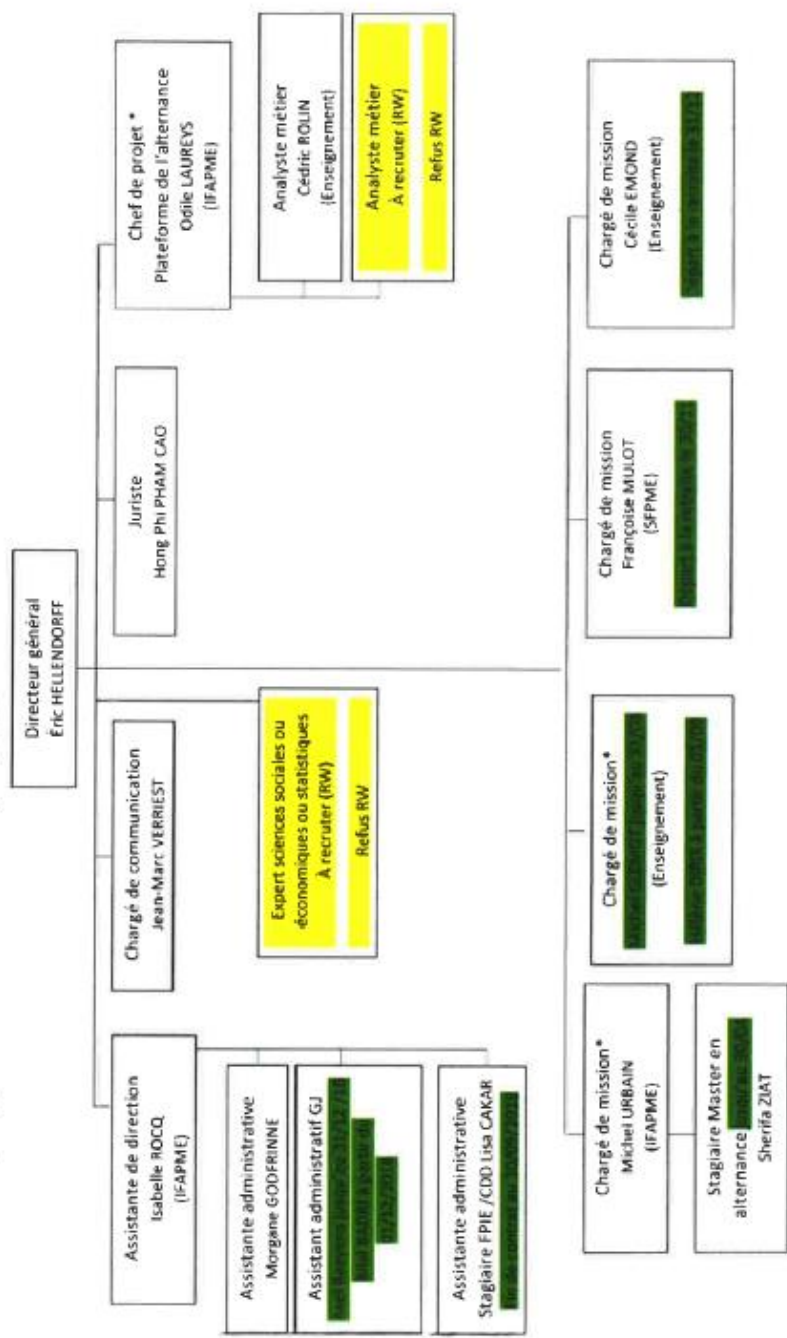 Directeur général
Éric HELLENDORFF
Assistante de direction
Isabelle ROCQ
(IFAPME)
Chargé de communication
Jean-Marc VERRIEST
Juriste
Hong Phi PHAM CAO
Chef de projet *
Plateforme de l'alternance
Odile LAUREYS
(IFAPME)
Assistante administrative
Morgane GODFRINNE
Assistant administratif GJ
Assistante administrative
Stagiaire FPIE /CDD Lisa CAKAR
Expert sciences sociales ou
économiques ou statistiques
À recruter (RW)
Refus RW
Analyste métier
Cédric ROLIN
(Enseignement)
Analyste métier
À recruter (RW)
Refus RW
Chargé de mission*
Michel URBAIN
(IFAPME)
Stagiaire Master en
alternance
Sherifa ZIAT
Chargé de mission*
(Enseignement)
Chargé de mission
Françoise MULOT
(SFPME)
Chargé de mission
Cécile EMOND
(Enseignement)